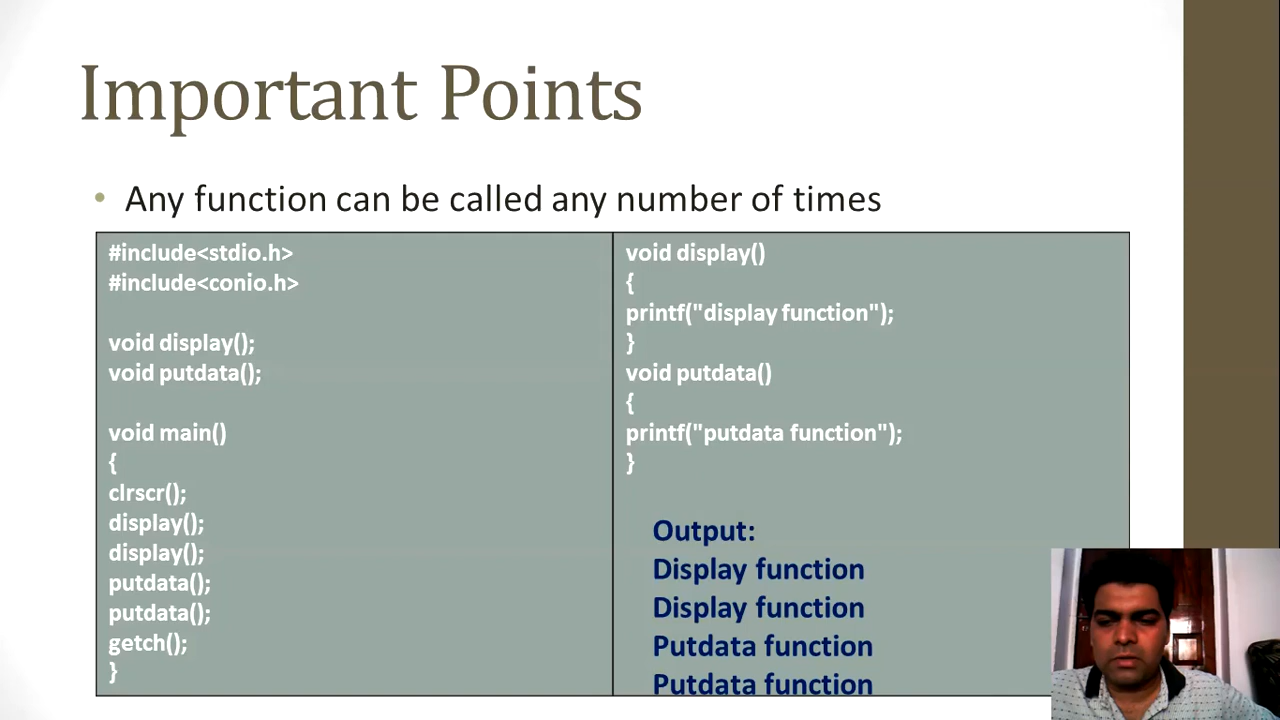 Important Points
• Any function can be called any number of times
#include<stdio.h>
#include<conio.h>
void display();
void putdata();
void main()
{
clrscr();
display();
display();
putdata();
putdata();
getch();
}
void display()
{
printf("display function");
}
void putdata()
{
printf("putdata function");
}
Output:
Display function
Display function
Putdata function
Putdata function